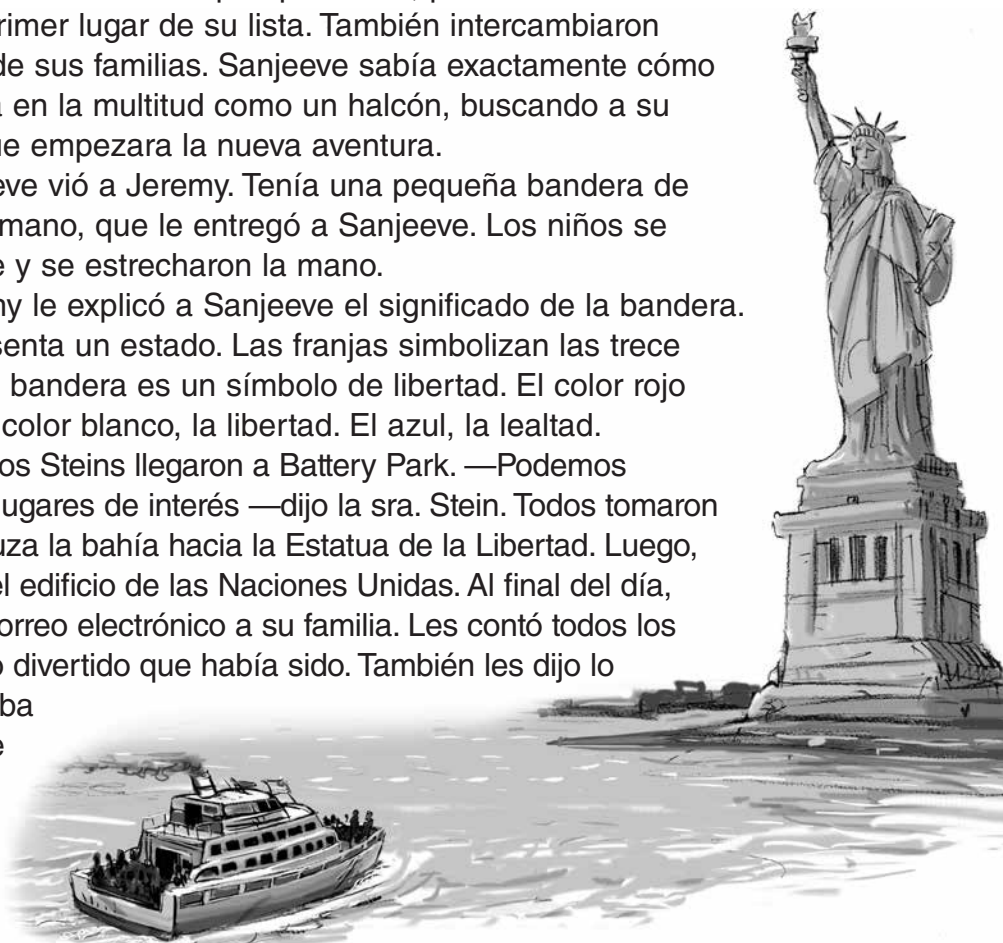 rimer lugar de su lista. También intercambiaron
de sus familias. Sanjeeve sabía exactamente cómo
en la multitud como un halcón, buscando a su
ue empezara la nueva aventura.
eve vió a Jeremy. Tenía una pequeña bandera de
mano, que le entregó a Sanjeeve. Los niños se
e y se estrecharon la mano.
ny le explicó a Sanjeeve el significado de la bandera.
senta un estado. Las franjas simbolizan las trece
bandera es un símbolo de libertad. El color rojo
color blanco, la libertad. El azul, la lealtad.
os Steins llegaron a Battery Park. —Podemos
lugares de interés —dijo la sra. Stein. Todos tomaron
uza la bahía hacia la Estatua de la Libertad. Luego,
el edificio de las Naciones Unidas. Al final del día,
orreo electrónico a su familia. Les contó todos los
o divertido que había sido. También les dijo lo
ba
e